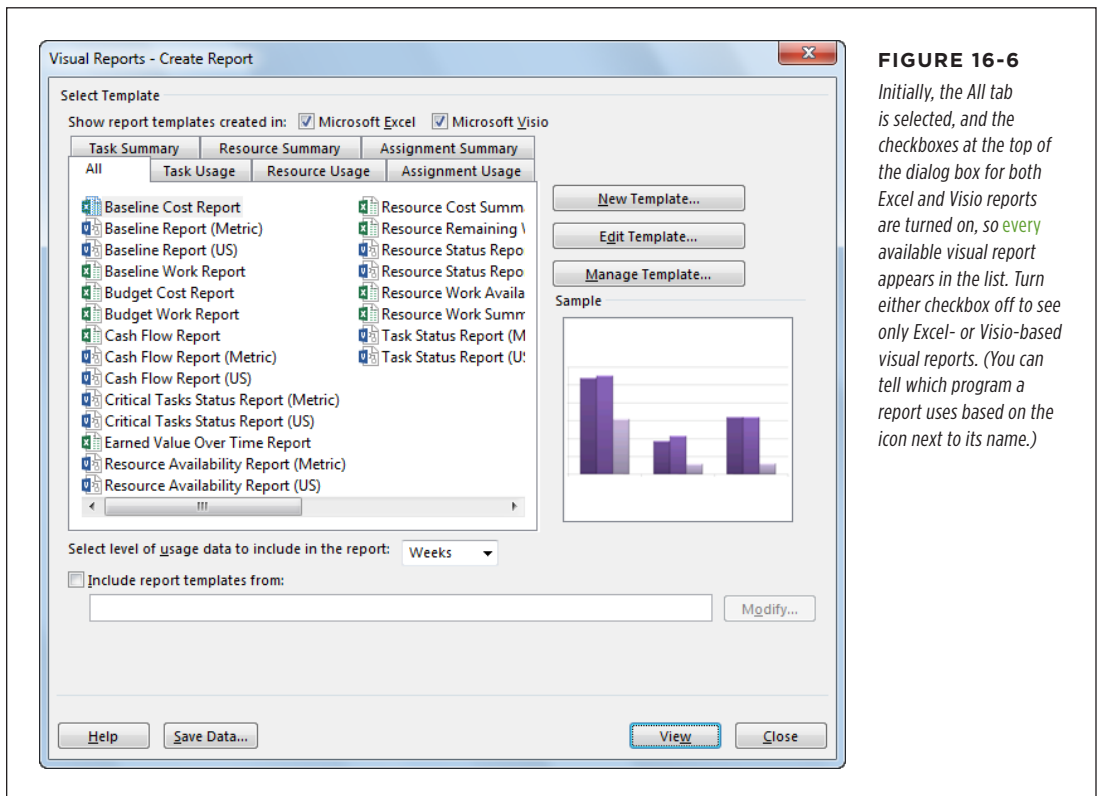 Visual Reports - Create Report
Select Template
Show report templates created in: Microsoft Excel Microsoft Visio
Task Summary Resource Summary Assignment Summary
All Task Usage Resource Usage Assignment Usage
Baseline Cost Report
Baseline Report (Metric)
Baseline Report (US)
Baseline Work Report
Budget Cost Report
Budget Work Report
Cash Flow Report
Cash Flow Report (Metric)
Cash Flow Report (US)
Critical Tasks Status Report (Metric)
Critical Tasks Status Report (US)
Earned Value Over Time Report
Resource Availability Report (Metric)
Resource Availability Report (US)
Resource Cost Summ
Resource Remaining
Resource Status Repo
Resource Status Repo
Resource Work Availa
Resource Work Summ
Task Status Report (M
Task Status Report (U
New Template...
Edit Template...
Manage Template...
Sample
Select level of usage data to include in the report: Weeks
Include report templates from:
Modify...
Help Save Data... View Close
FIGURE 16-6
Initially, the All tab
is selected, and the
checkboxes at the top of
the dialog box for both
Excel and Visio reports
are turned on, so every
available visual report
appears in the list. Turn
either checkbox off to see
only Excel- or Visio-based
visual reports. (You can
tell which program a
report uses based on the
icon next to its name.)